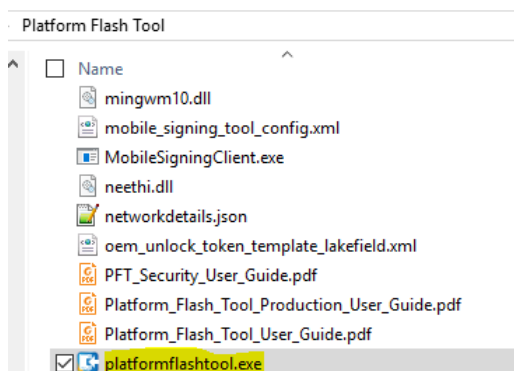 Platform Flash Tool
Name
mingwm10.dll
mobile_signing_tool_config.xml
MobileSigningClient.exe
neethi.dll
networkdetails.json
oem_unlock_token_template_lakefield.xml
PFT_Security_User_Guide.pdf
Platform_Flash_Tool_Production_User_Guide.pdf
Platform_Flash_Tool_User_Guide.pdf
platformflashtool.exe